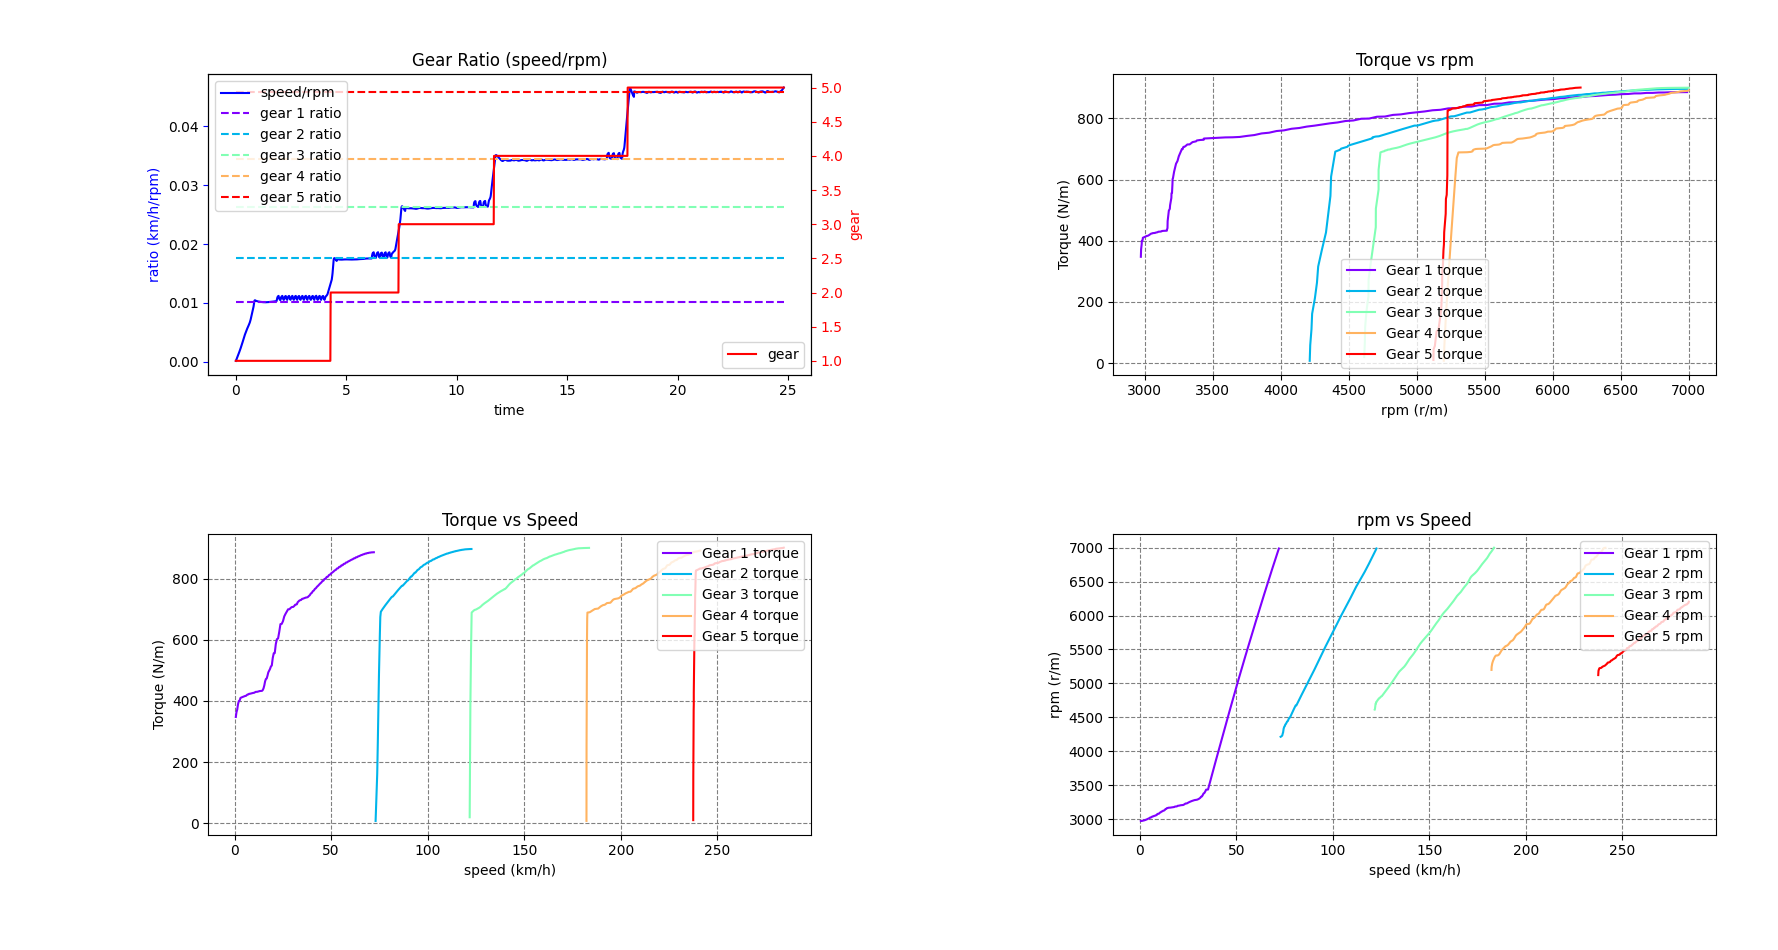 Gear Ratio (speed/rpm)
ratio (km/h/rpm)
0.04
0.03
0.02
0.01
0.00
speed/rpm
gear 1 ratio
gear 2 ratio
gear 3 ratio
gear 4 ratio
gear 5 ratio
gear
5.0
4.5
4.0
3.5
3.0
2.5
2.0
1.5
1.0
gear
0 5 10 15 20 25
time
Torque vs rpm
Torque (N/m)
800
600
400
200
0
Gear 1 torque
Gear 2 torque
Gear 3 torque
Gear 4 torque
Gear 5 torque
3000 3500 4000 4500 5000 5500 6000 6500 7000
rpm (r/m)
Torque vs Speed
Torque (N/m)
800
600
400
200
0
Gear 1 torque
Gear 2 torque
Gear 3 torque
Gear 4 torque
Gear 5 torque
0 50 100 150 200 250
speed (km/h)
rpm vs Speed
rpm (r/m)
7000
6500
6000
5500
5000
4500
4000
3500
3000
Gear 1 rpm
Gear 2 rpm
Gear 3 rpm
Gear 4 rpm
Gear 5 rpm
0 50 100 150 200 250
speed (km/h)